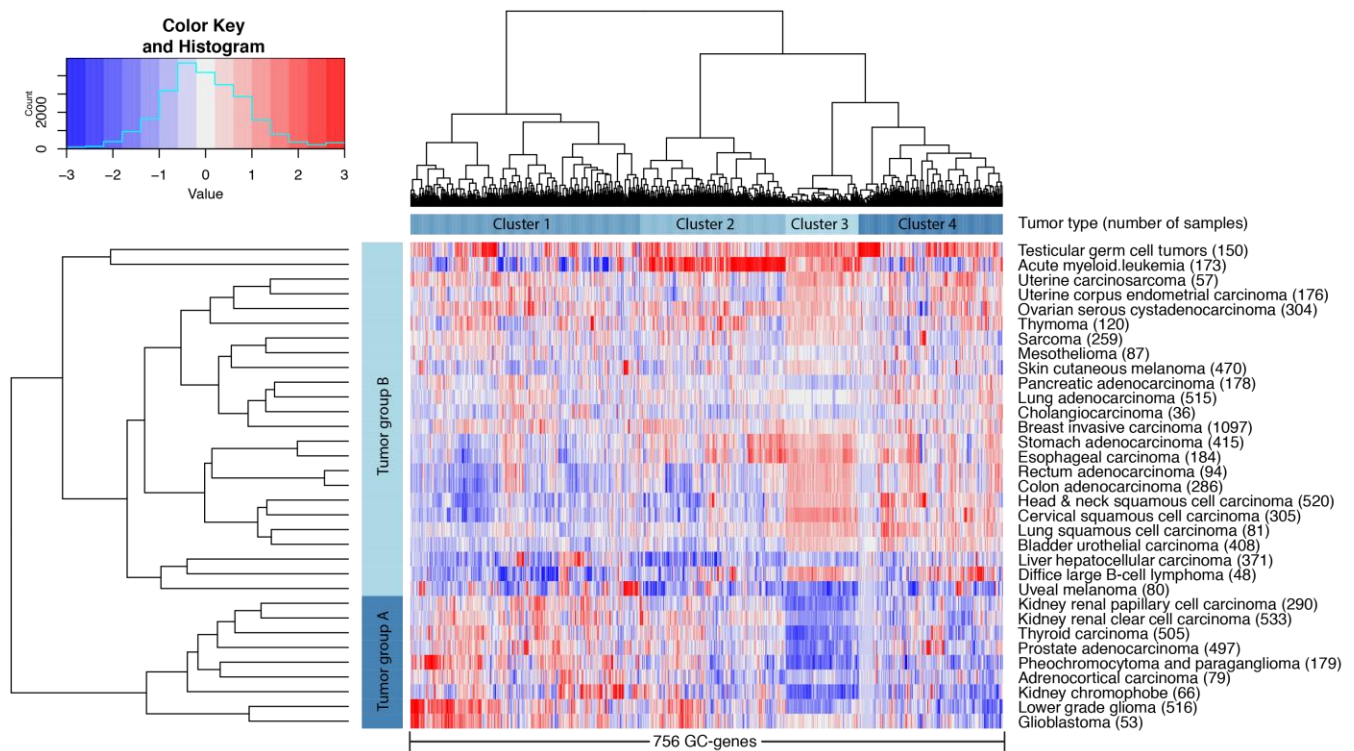 Color Key
and Histogram
Count
2000
0
−3 −2 −1 0 1 2 3
Value
Cluster 1 Cluster 2 Cluster 3 Cluster 4
Tumor type (number of samples)
Tumor group B
Tumor group A
Testicular germ cell tumors (150)
Acute myeloid.leukemia (173)
Uterine carcinosarcoma (57)
Uterine corpus endometrial carcinoma (176)
Ovarian serous cystadenocarcinoma (304)
Thymoma (120)
Sarcoma (259)
Mesothelioma (87)
Skin cutaneous melanoma (470)
Pancreatic adenocarcinoma (178)
Lung adenocarcinoma (515)
Cholangiocarcinoma (36)
Breast invasive carcinoma (1097)
Stomach adenocarcinoma (415)
Esophageal carcinoma (184)
Rectum adenocarcinoma (94)
Colon adenocarcinoma (286)
Head & neck squamous cell carcinoma (520)
Cervical squamous cell carcinoma (305)
Lung squamous cell carcinoma (81)
Bladder urothelial carcinoma (408)
Liver hepatocellular carcinoma (371)
Diffice large B-cell lymphoma (48)
Uveal melanoma (80)
Kidney renal papillary cell carcinoma (290)
Kidney renal clear cell carcinoma (533)
Thyroid carcinoma (505)
Prostate adenocarcinoma (497)
Pheochromocytoma and paraganglioma (179)
Adrenocortical carcinoma (79)
Kidney chromophobe (66)
Lower grade glioma (516)
Glioblastoma (53)
756 GC-genes